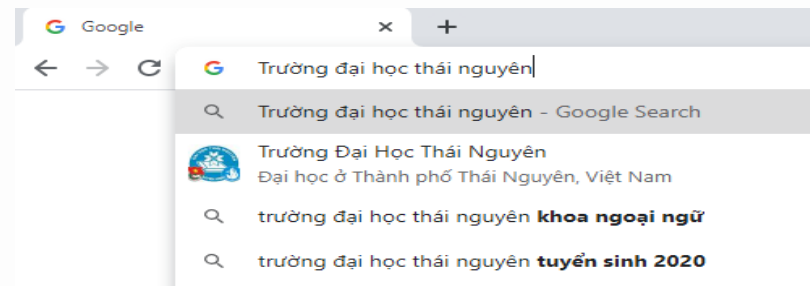 Google
Trường đại học thái nguyên
Trường đại học thái nguyên - Google Search
Trường Đại Học Thái Nguyên
Đại học ở Thành phố Thái Nguyên, Việt Nam
trường đại học thái nguyên khoa ngoại ngữ
trường đại học thái nguyên tuyển sinh 2020